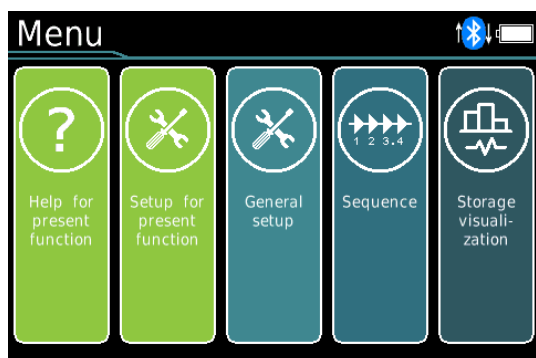 Menu
?
1 2 3.4
Help for
present
function
Setup for
present
function
General
setup
Sequence
Storage
visuali-
zation